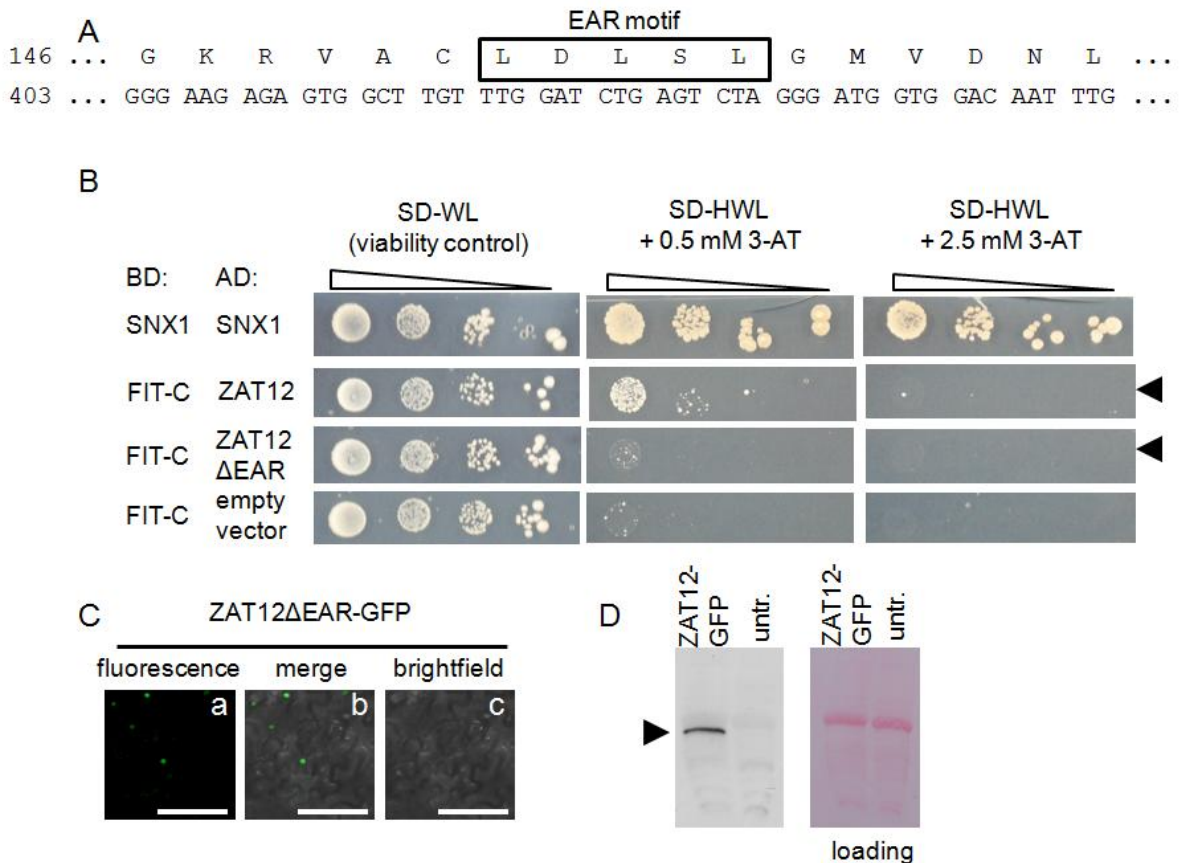 A
EAR motif
146 ... G K R V A C L D L S L G M V D N L ...
403 ... GGG AAG AGA GTG GCT TGT TTG GAT CTG AGT CTA GGG ATG GTG GAC AAT TTG ...
B
SD-WL
(viability control)
SD-HWL
+ 0.5 mM 3-AT
SD-HWL
+ 2.5 mM 3-AT
BD: AD:
SNX1 SNX1
FIT-C ZAT12
FIT-C ZAT12
ΔEAR
FIT-C empty
vector
C
ZAT12ΔEAR-GFP
fluorescence merge brightfield
a b c
D
ZAT12-
GFP
untr.
ZAT12-
GFP
untr.
loading